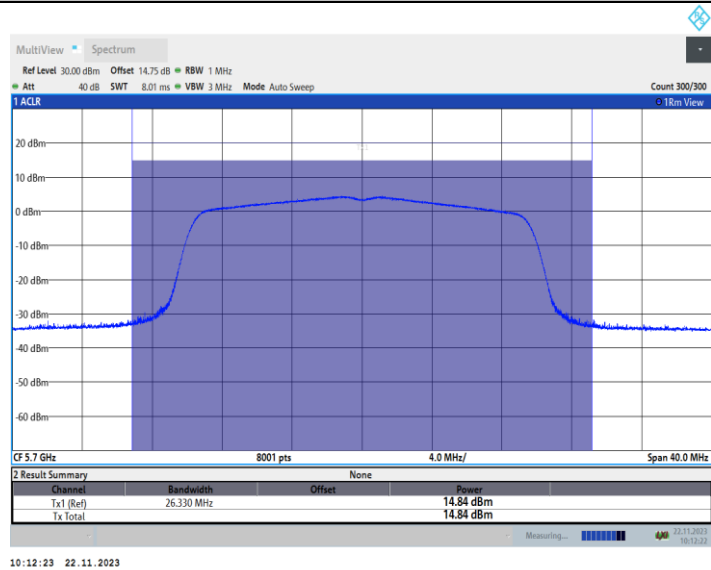 R S
MultiView Spectrum
Ref Level 30.00 dBm Offset 14.75 dB RBW 1 MHz
Att 40 dB SWT 8.01 ms VBW 3 MHz Mode Auto Sweep Count 300/300
1 ACLR 1Rm View
20 dBm
10 dBm
0 dBm
-10 dBm
-20 dBm
-30 dBm
-40 dBm
-50 dBm
-60 dBm
CF 5.7 GHz 8001 pts 4.0 MHz/ Span 40.0 MHz
2 Result Summary None
Channel Bandwidth Offset Power
Tx1 (Ref) 26.330 MHz 14.84 dBm
Tx Total 14.84 dBm
Measuring... 22.11.2023
10:12:22
10:12:23 22.11.2023